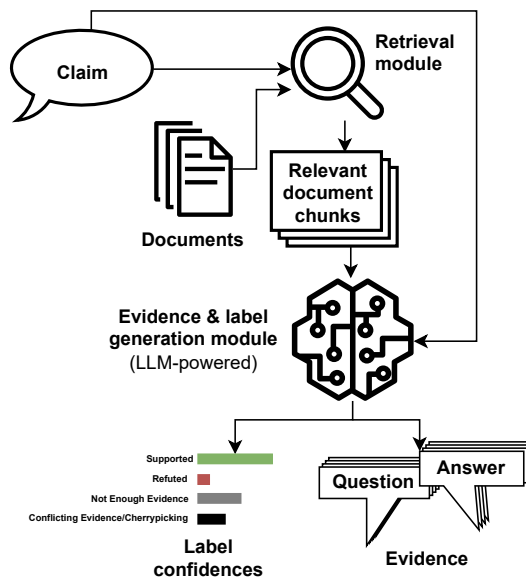 Claim
Retrieval
module
Documents
Relevant
document
chunks
Evidence & label
generation module
(LLM-powered)
Supported
Refuted
Not Enough Evidence
Conflicting Evidence/Cherrypicking
Label
confidences
Question
Answer
Evidence